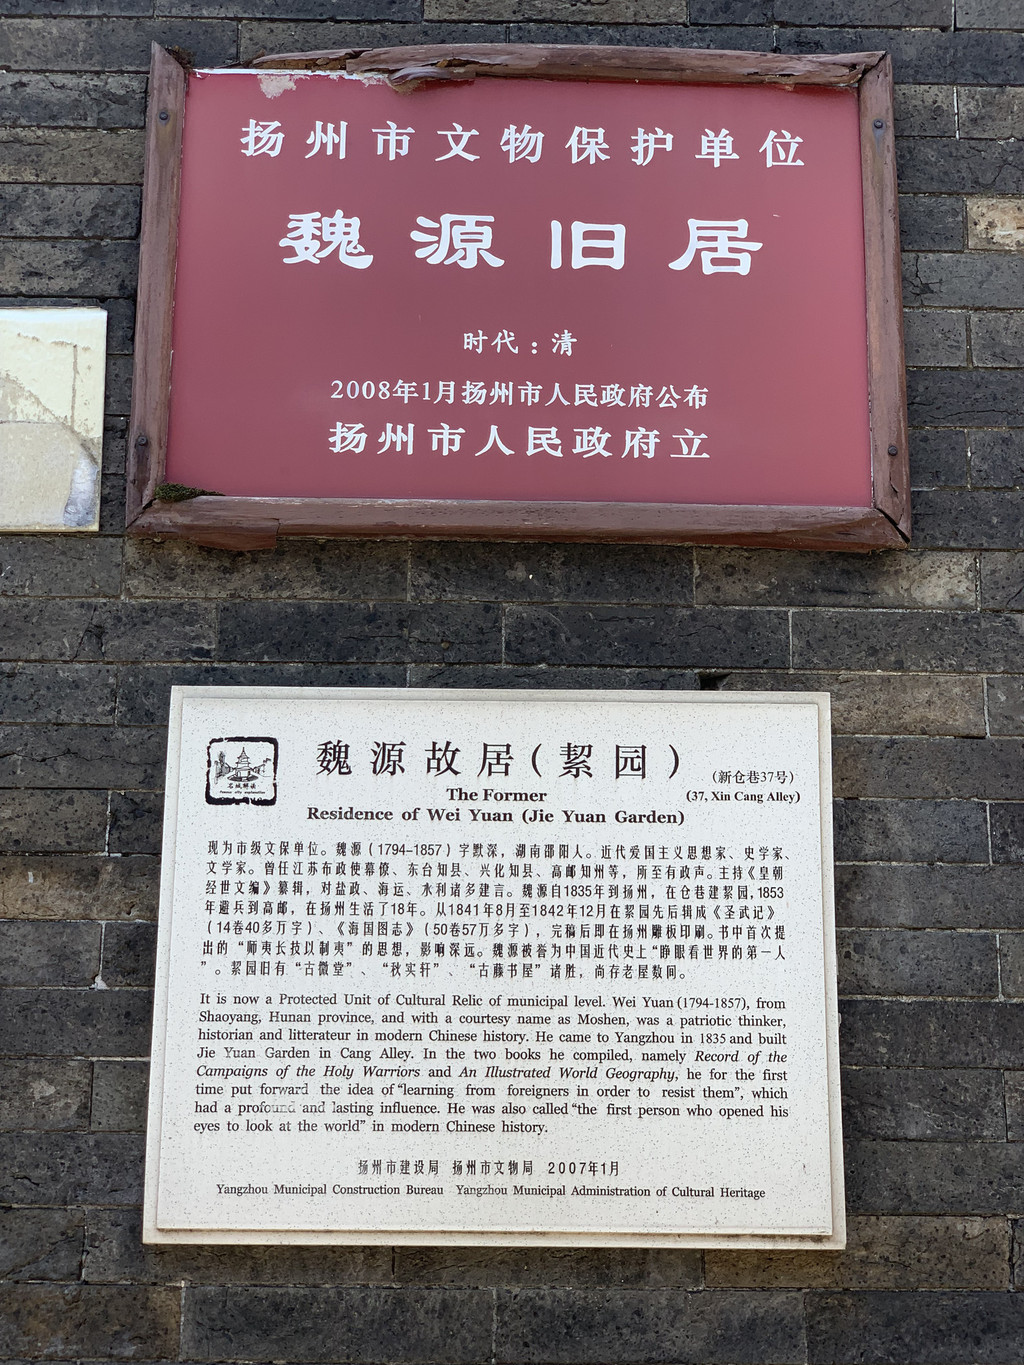 扬州市文物保护单位
魏源旧居
时代：清
2008年1月扬州市人民政府公布
扬州市人民政府立
名城解读
Famous city explanation
魏源故居（絜园）
（新仓巷37号）
The Former
(37, Xin Cang Alley)
Residence of Wei Yuan (Jie Yuan Garden)
现为市级文保单位。魏源（1794-1857）字默深，湖南邵阳人。近代爱国主义思想家、史学家、
文学家。曾任江苏布政使幕僚、东台知县、兴化知县、高邮知州等，所至有政声。主持《皇朝
经世文编》纂辑，对盐政、海运、水利诸多建言。魏源自1835年到扬州，在仓巷建絜园，1853
年避兵到高邮，在扬州生活了18年。从1841年8月至1842年12月在絜园先后辑成《圣武记》
（14卷40多万字）、《海国图志》（50卷57万多字），完稿后即在扬州雕板印刷。书中首次提
出的“师夷长技以制夷”的思想，影响深远。魏源被誉为中国近代史上“睁眼看世界的第一人
”。絜园旧有“古微堂”、“秋实轩”、“古藤书屋”诸胜，尚存老屋数间。
It is now a Protected Unit of Cultural Relic of municipal level. Wei Yuan (1794-1857), from
Shaoyang, Hunan province, and with a courtesy name as Moshen, was a patriotic thinker,
historian and litterateur in modern Chinese history. He came to Yangzhou in 1835 and built
Jie Yuan Garden in Cang Alley. In the two books he compiled, namely Record of the
Campaigns of the Holy Warriors and An Illustrated World Geography, he for the first
time put forward the idea of “learning from foreigners in order to resist them”, which
had a profound and lasting influence. He was also called “the first person who opened his
eyes to look at the world” in modern Chinese history.
扬州市建设局 扬州市文物局 2007年1月
Yangzhou Municipal Construction Bureau Yangzhou Municipal Administration of Cultural Heritage